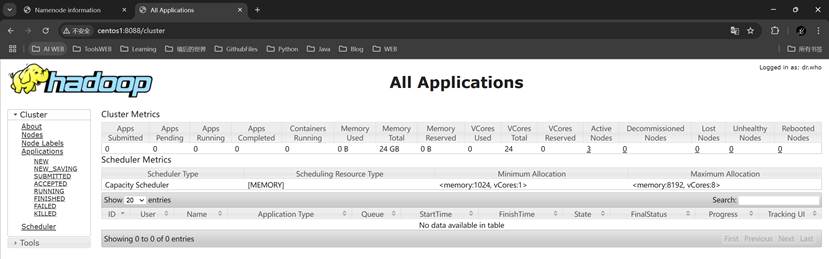 Namenode information
All Applications
不安全 centos1:8088/cluster
AI WEB ToolsWEB Learning 墙后的世界 GithubFiles Python Java Blog WEB 所有书签
Logged in as: dr.who
hadoop
All Applications
Cluster
About
Nodes
Node Labels
Applications
NEW
NEW_SAVING
SUBMITTED
ACCEPTED
RUNNING
FINISHED
FAILED
KILLED
Scheduler
Tools
Cluster Metrics
Apps Submitted Apps Pending Apps Running Apps Completed Containers Running Memory Used Memory Total Memory Reserved VCores Used VCores Total VCores Reserved Active Nodes Decommissioned Nodes Lost Nodes Unhealthy Nodes Rebooted Nodes
0 0 0 0 0 0 B 24 GB 0 B 0 24 0 3 0 0 0 0
Scheduler Metrics
Scheduler Type Scheduling Resource Type Minimum Allocation Maximum Allocation
Capacity Scheduler [MEMORY] <memory:1024, vCores:1> <memory:8192, vCores:8>
Show 20 entries Search:
ID User Name Application Type Queue StartTime FinishTime State FinalStatus Progress Tracking UI
No data available in table
Showing 0 to 0 of 0 entries First Previous Next Last